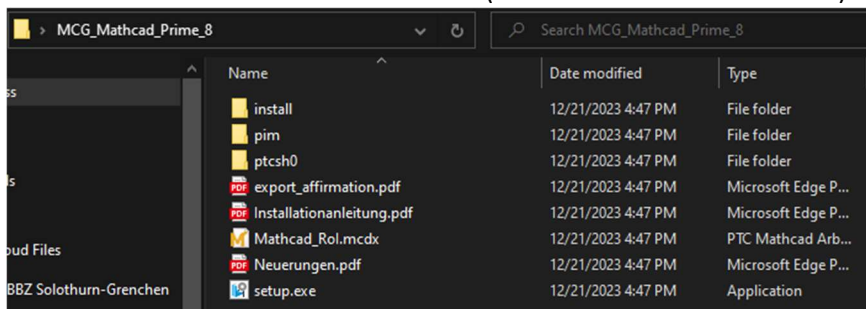 MCG_Mathcad_Prime_8
Search MCG_Mathcad_Pri
Name Date modified Type
install 12/21/2023 4:47 PM File folder
pim 12/21/2023 4:47 PM File folder
ptcsh0 12/21/2023 4:47 PM File folder
export_affirmation.pdf 12/21/2023 4:47 PM Microsoft Edge P...
Installationanleitung.pdf 12/21/2023 4:47 PM Microsoft Edge P...
Mathcad_Rol.mcdx 12/21/2023 4:47 PM PTC Mathcad Arb...
Neuerungen.pdf 12/21/2023 4:47 PM Microsoft Edge P...
setup.exe 12/21/2023 4:47 PM Application
ss
ls
oud Files
BBZ Solothurn-Grenchen